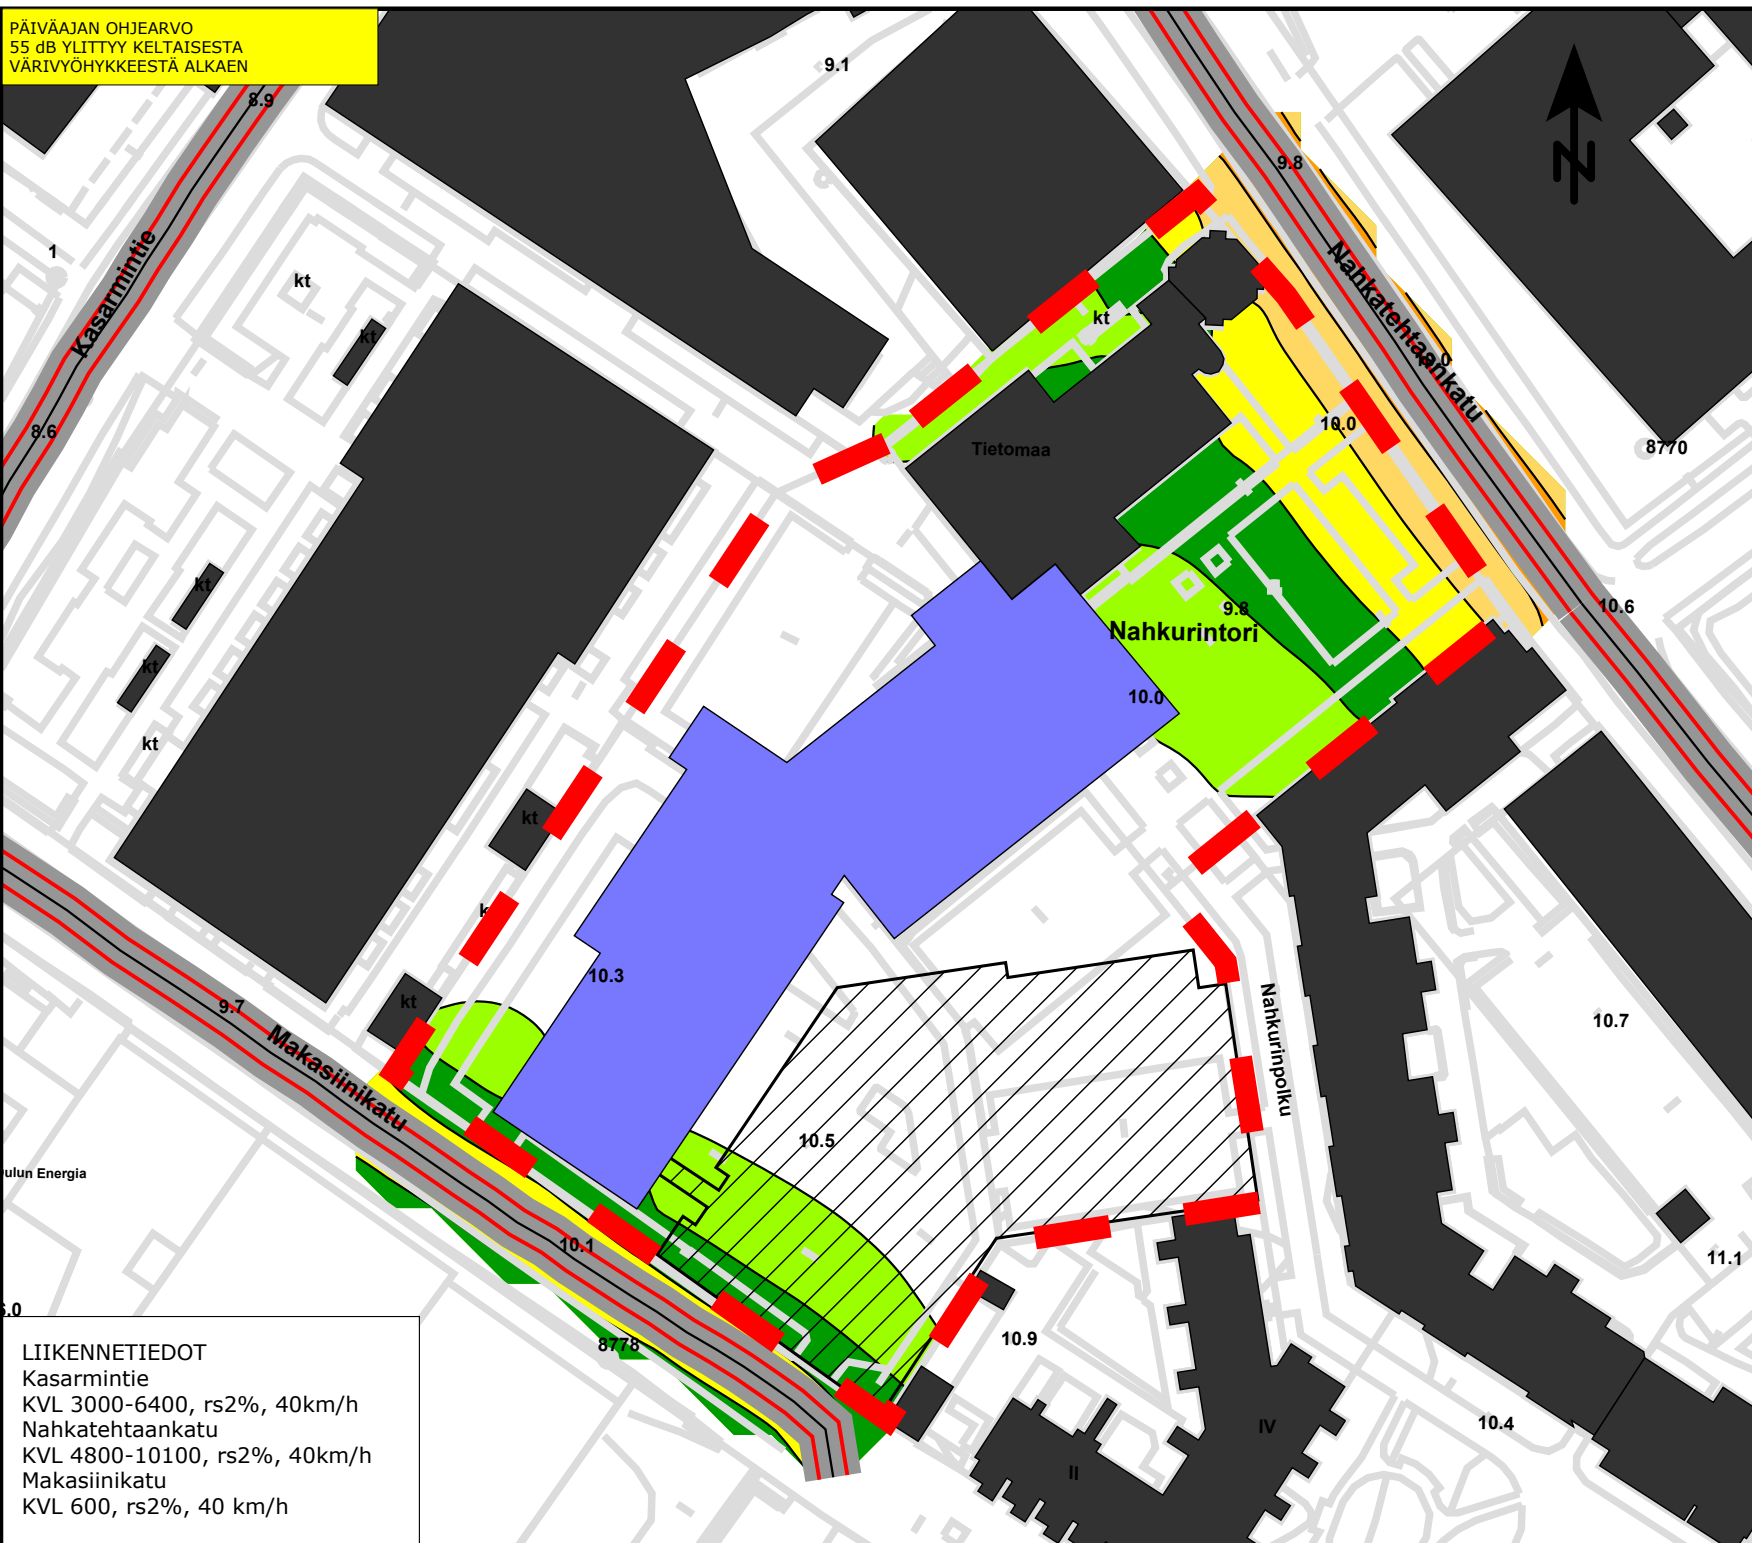 PÄIVÄAJAN OHJEARVO
55 dB YLITTYY KELTAISESTA
VÄRIVYÖHYKKEESTÄ ALKAEN
8.9
9.1
9.8
N
1
kt
Kasarmintie
kt
kt
Nahkatehtaankatu
8.6
Tietomaa
10.0
8770
kt
9.8
10.6
Nahkurintori
kt
10.0
kt
kt
10.3
kt
9.7
Makasiinikatu
Nahkurinpolku
10.7
10.5
ulun Energia
10.1
11.1
8778
10.9
10.4
IV
II
LIIKENNETIEDOT
Kasarmintie
KVL 3000-6400, rs2%, 40km/h
Nahkatehtaankatu
KVL 4800-10100, rs2%, 40km/h
Makasiinikatu
KVL 600, rs2%, 40 km/h